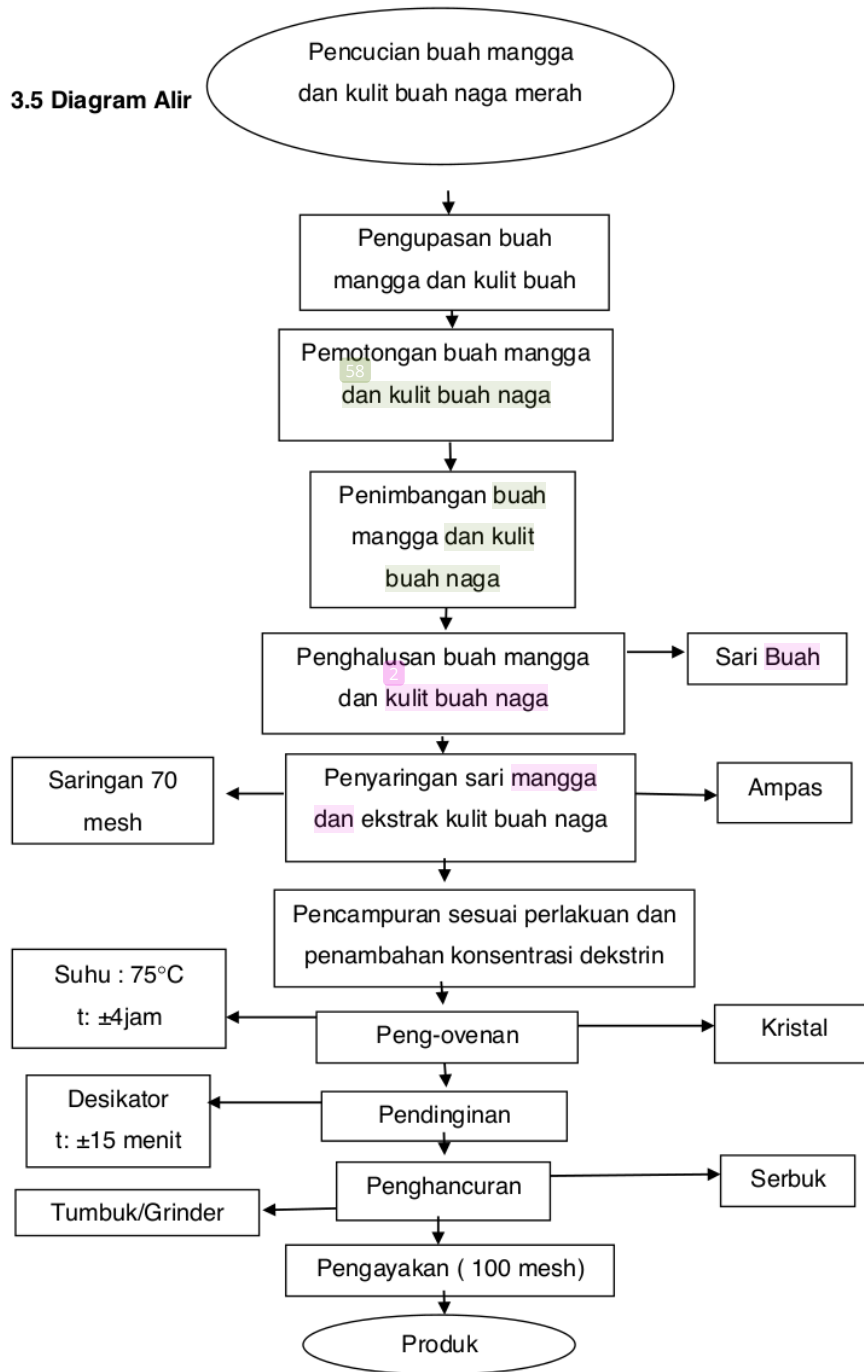 Pencucian buah mangga
dan kulit buah naga merah
3.5 Diagram Alir
Pengupasan buah
mangga dan kulit buah
Pemotongan buah mangga
58
dan kulit buah naga
Penimbangan buah
mangga dan kulit
buah naga
Penghalusan buah mangga
2
dan kulit buah naga
Sari Buah
Saringan 70
mesh
Penyaringan sari mangga
dan ekstrak kulit buah naga
Ampas
Pencampuran sesuai perlakuan dan
penambahan konsentrasi dekstrin
Suhu : 75°C
t: ±4jam
Peng-ovenan
Kristal
Desikator
t: ±15 menit
Pendinginan
Penghancuran
Serbuk
Tumbuk/Grinder
Pengayakan ( 100 mesh)
Produk